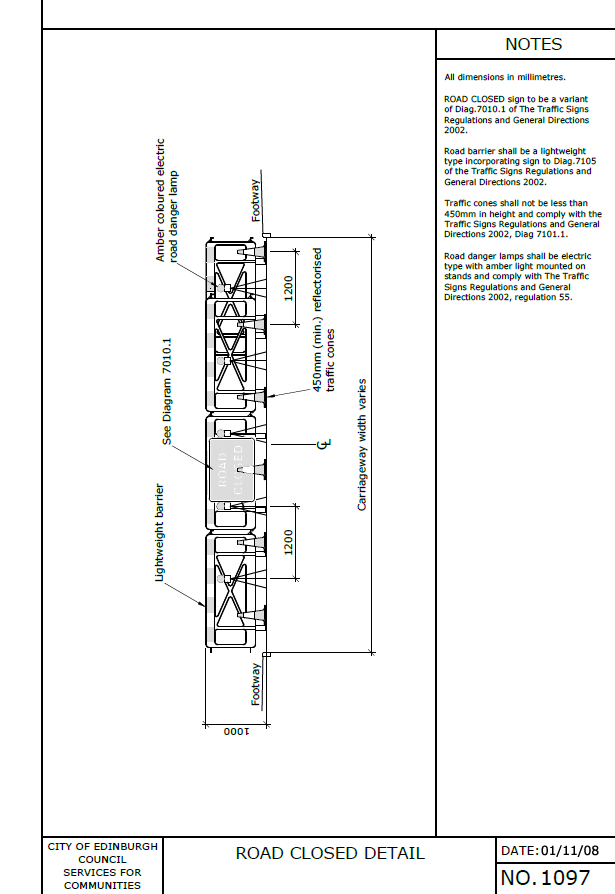 NOTES
All dimensions in millimetres.
ROAD CLOSED sign to be a variant
of Diag.7010.1 of The Traffic Signs
Regulations and General Directions
2002.
Road barrier shall be a lightweight
type incorporating sign to Diag.7105
of the Traffic Signs Regulations and
General Directions 2002.
Traffic cones shall not be less than
450mm in height and comply with the
Traffic Signs Regulations and General
Directions 2002, Diag 7101.1.
Road danger lamps shall be electric
type with amber light mounted on
stands and comply with The Traffic
Signs Regulations and General
Directions 2002, regulation 55.
Amber coloured electric
road danger lamp
See Diagram 7010.1
Lightweight barrier
ROAD
CLOSED
Footway
1200
450mm (min.) reflectorised
traffic cones
CL
Carriageway width varies
1200
Footway
1000
CITY OF EDINBURGH
COUNCIL
SERVICES FOR
COMMUNITIES
ROAD CLOSED DETAIL
DATE:01/11/08
NO. 1097